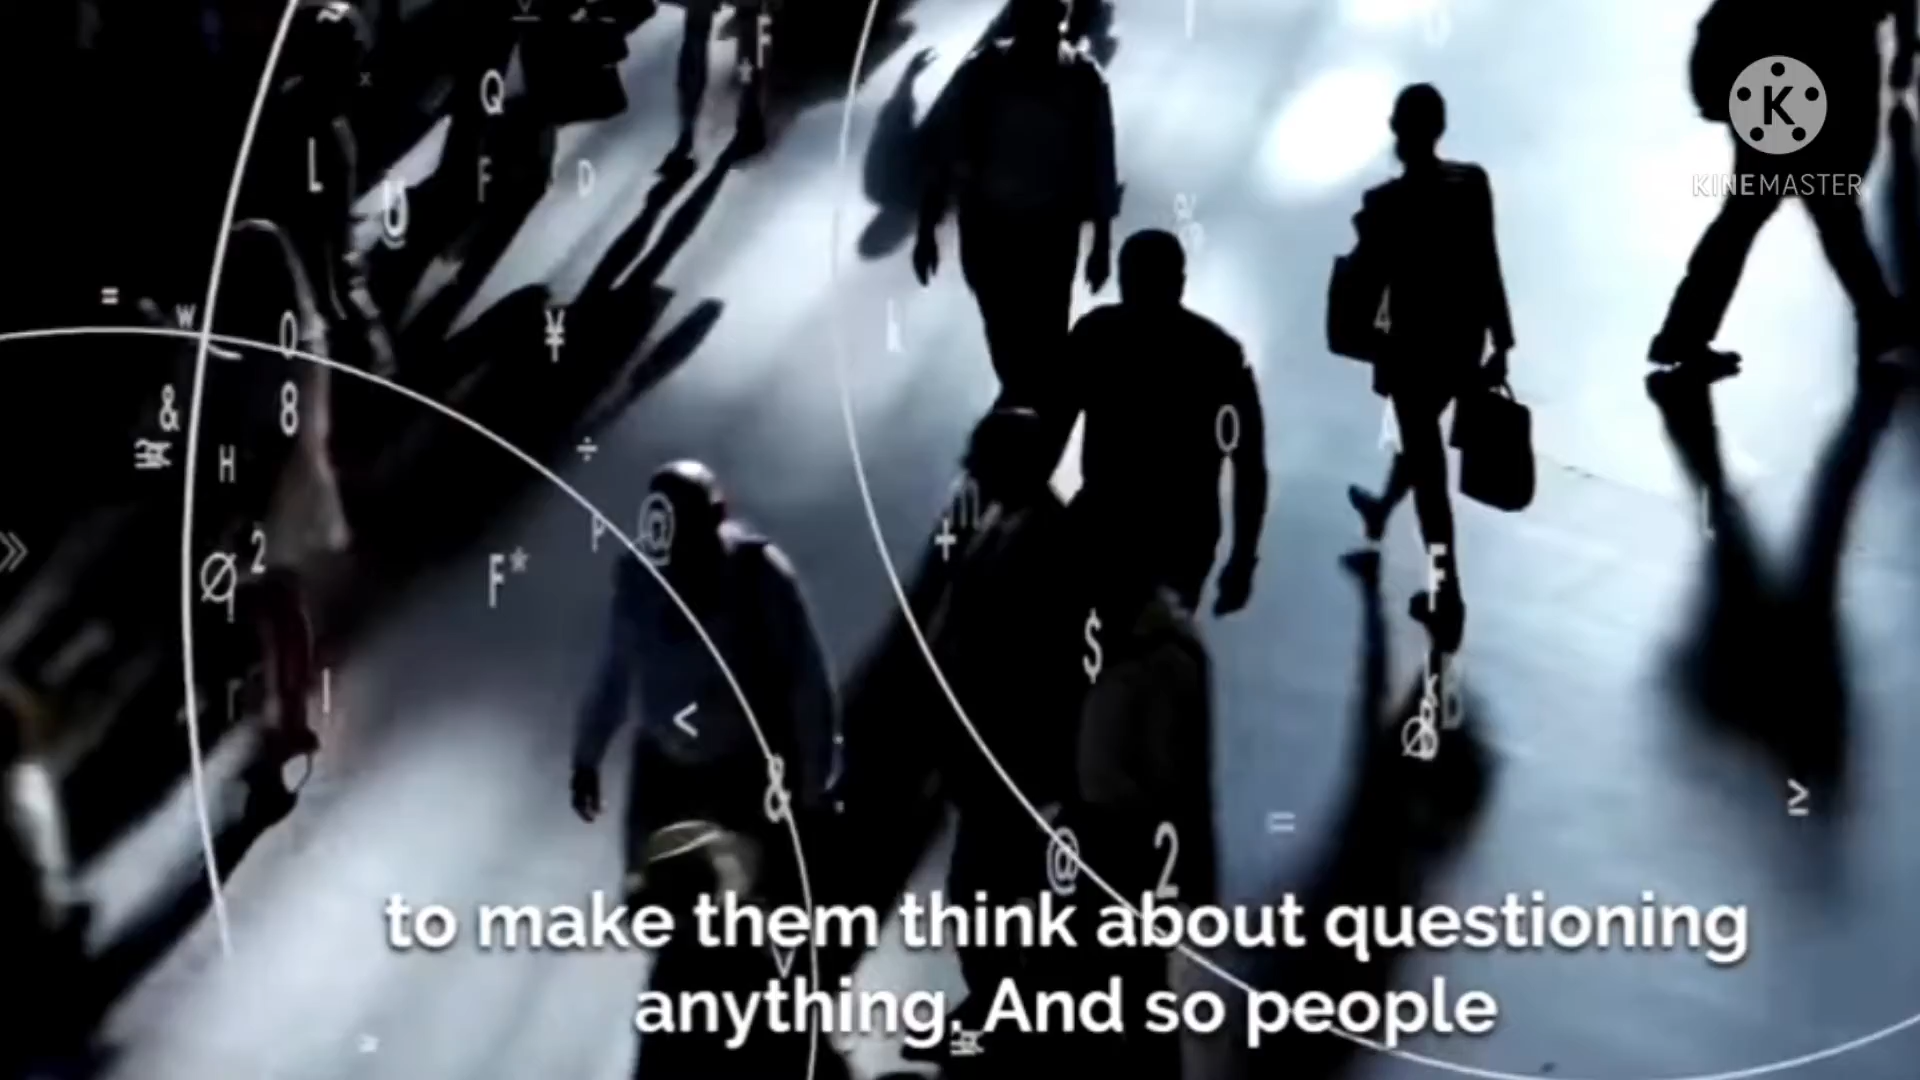 KINEMASTER
to make them think about questioning
anything. And so people